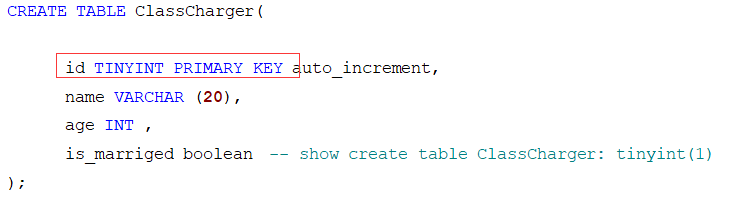 CREATE TABLE ClassCharger(
id TINYINT PRIMARY KEY auto_increment,
name VARCHAR (20),
age INT ,
is_marriged boolean -- show create table ClassCharger: tinyint(1)
);